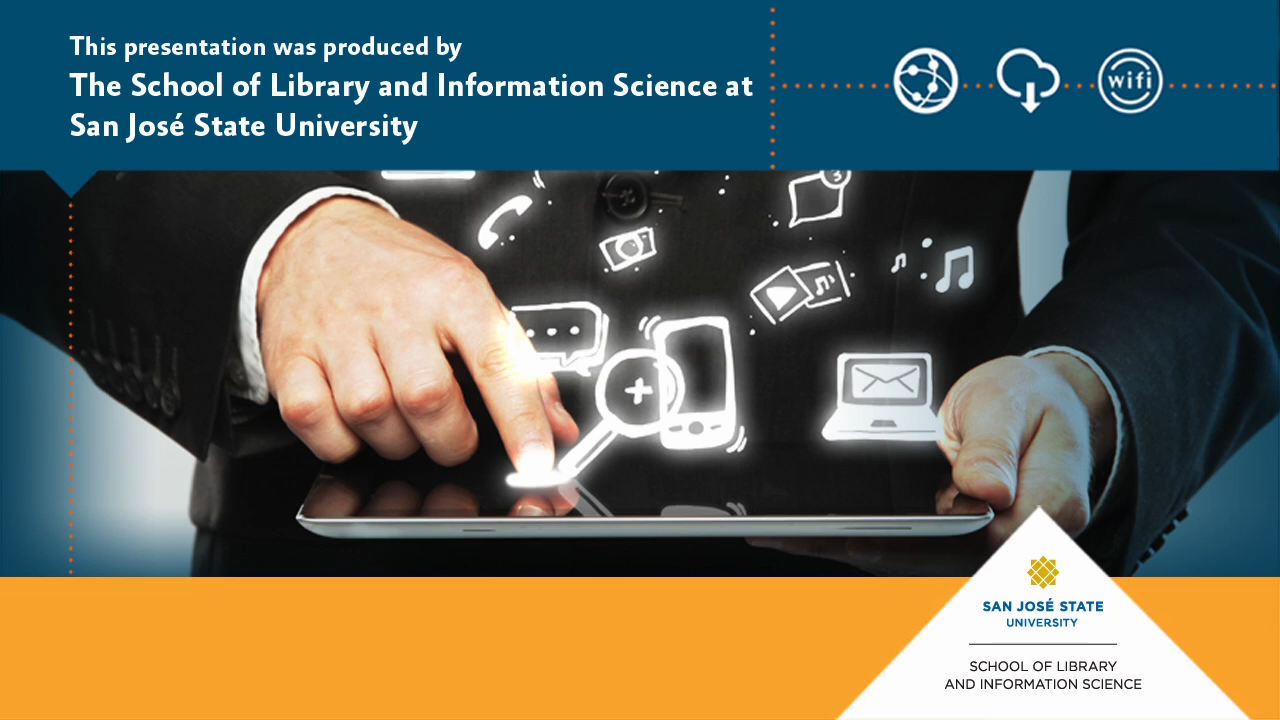 This presentation was produced by
The School of Library and Information Science at
San José State University
wifi
3
SAN JOSÉ STATE
UNIVERSITY
SCHOOL OF LIBRARY
AND INFORMATION SCIENCE